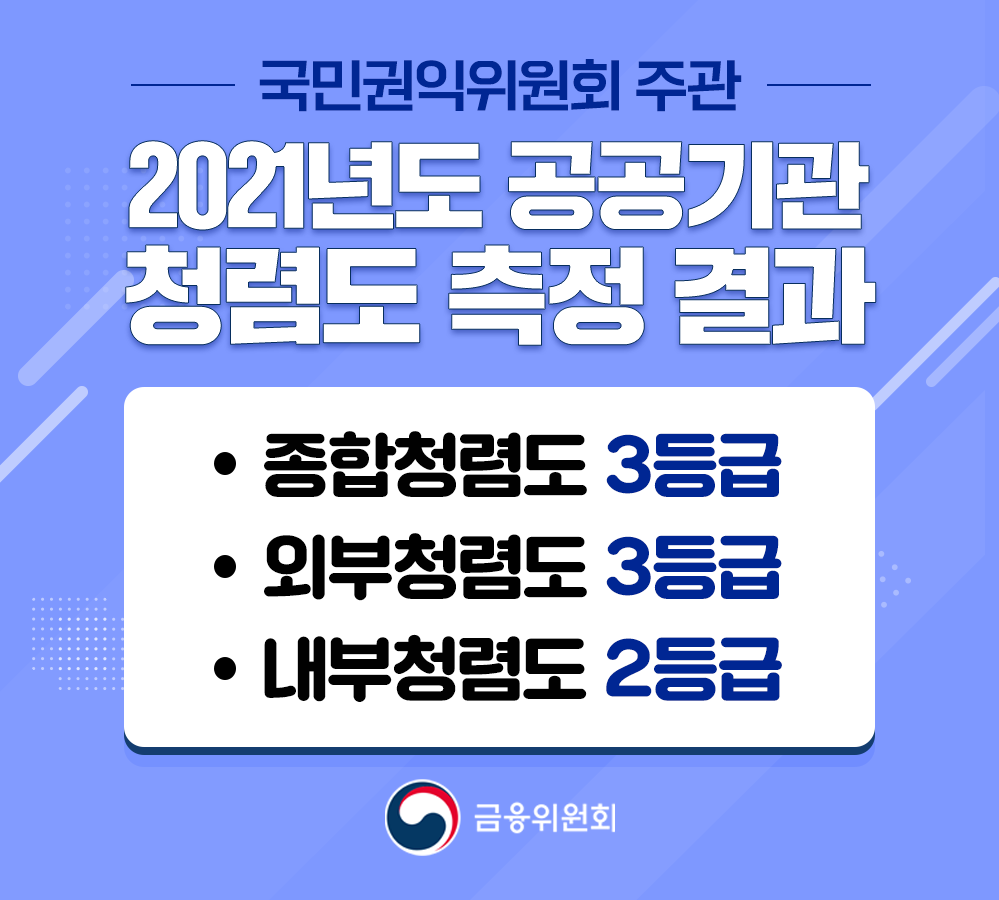 국민권익위원회 주관
2021년도 공공기관
청렴도 측정 결과
• 종합청렴도 3등급
• 외부청렴도 3등급
• 내부청렴도 2등급
금융위원회